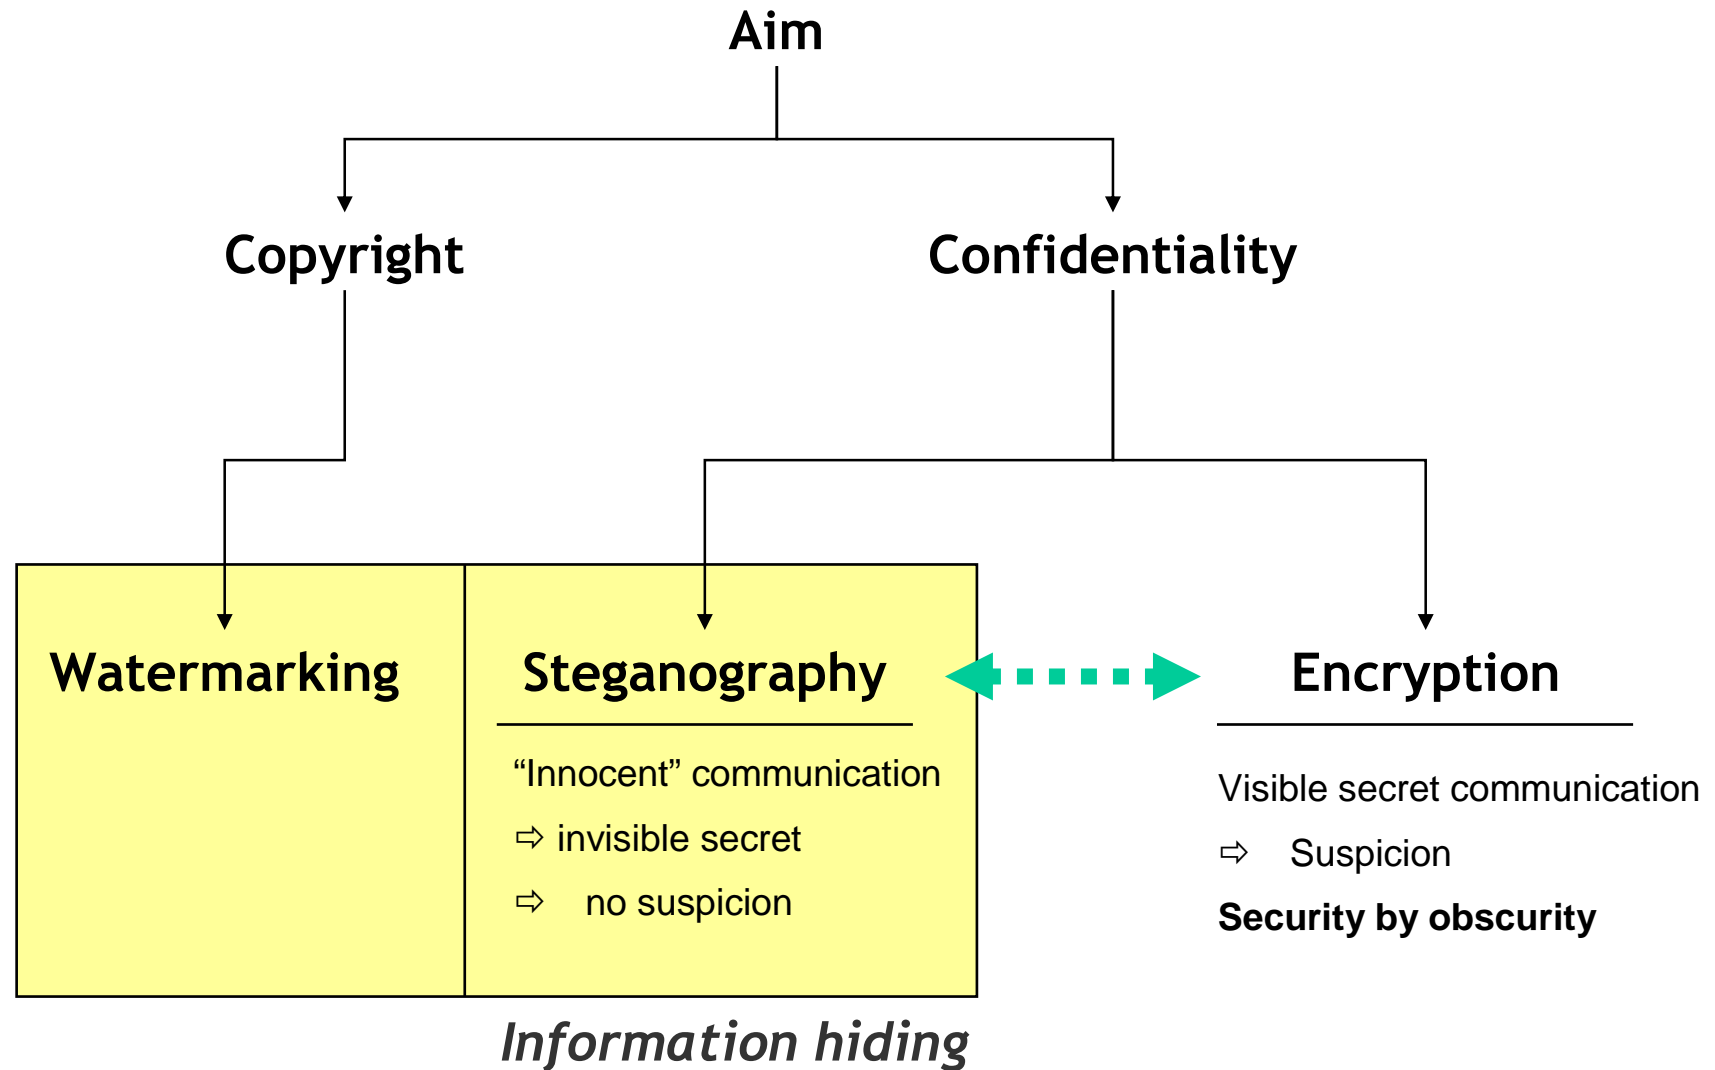 Aim
Copyright
Confidentiality
Watermarking
Steganography
“Innocent” communication
⇨ invisible secret
⇨ no suspicion
Encryption
Visible secret communication
⇨ Suspicion
Security by obscurity
Information hiding